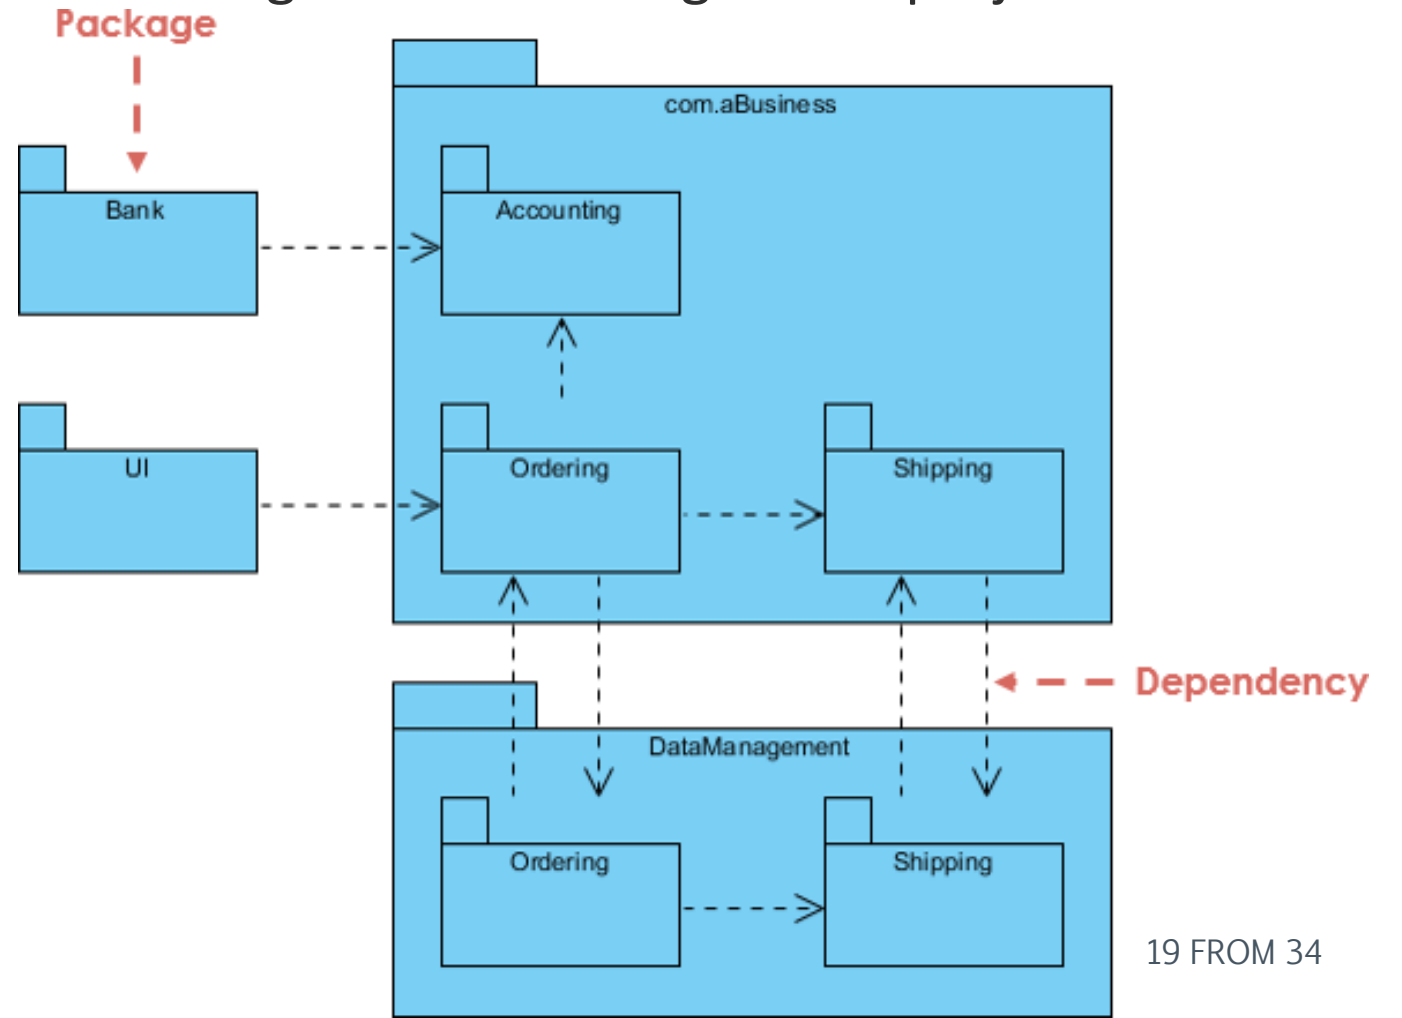 Package
com.aBusiness
Bank
Accounting
UI
Ordering
Shipping
Dependency
DataManagement
Ordering
Shipping
19 FROM 34